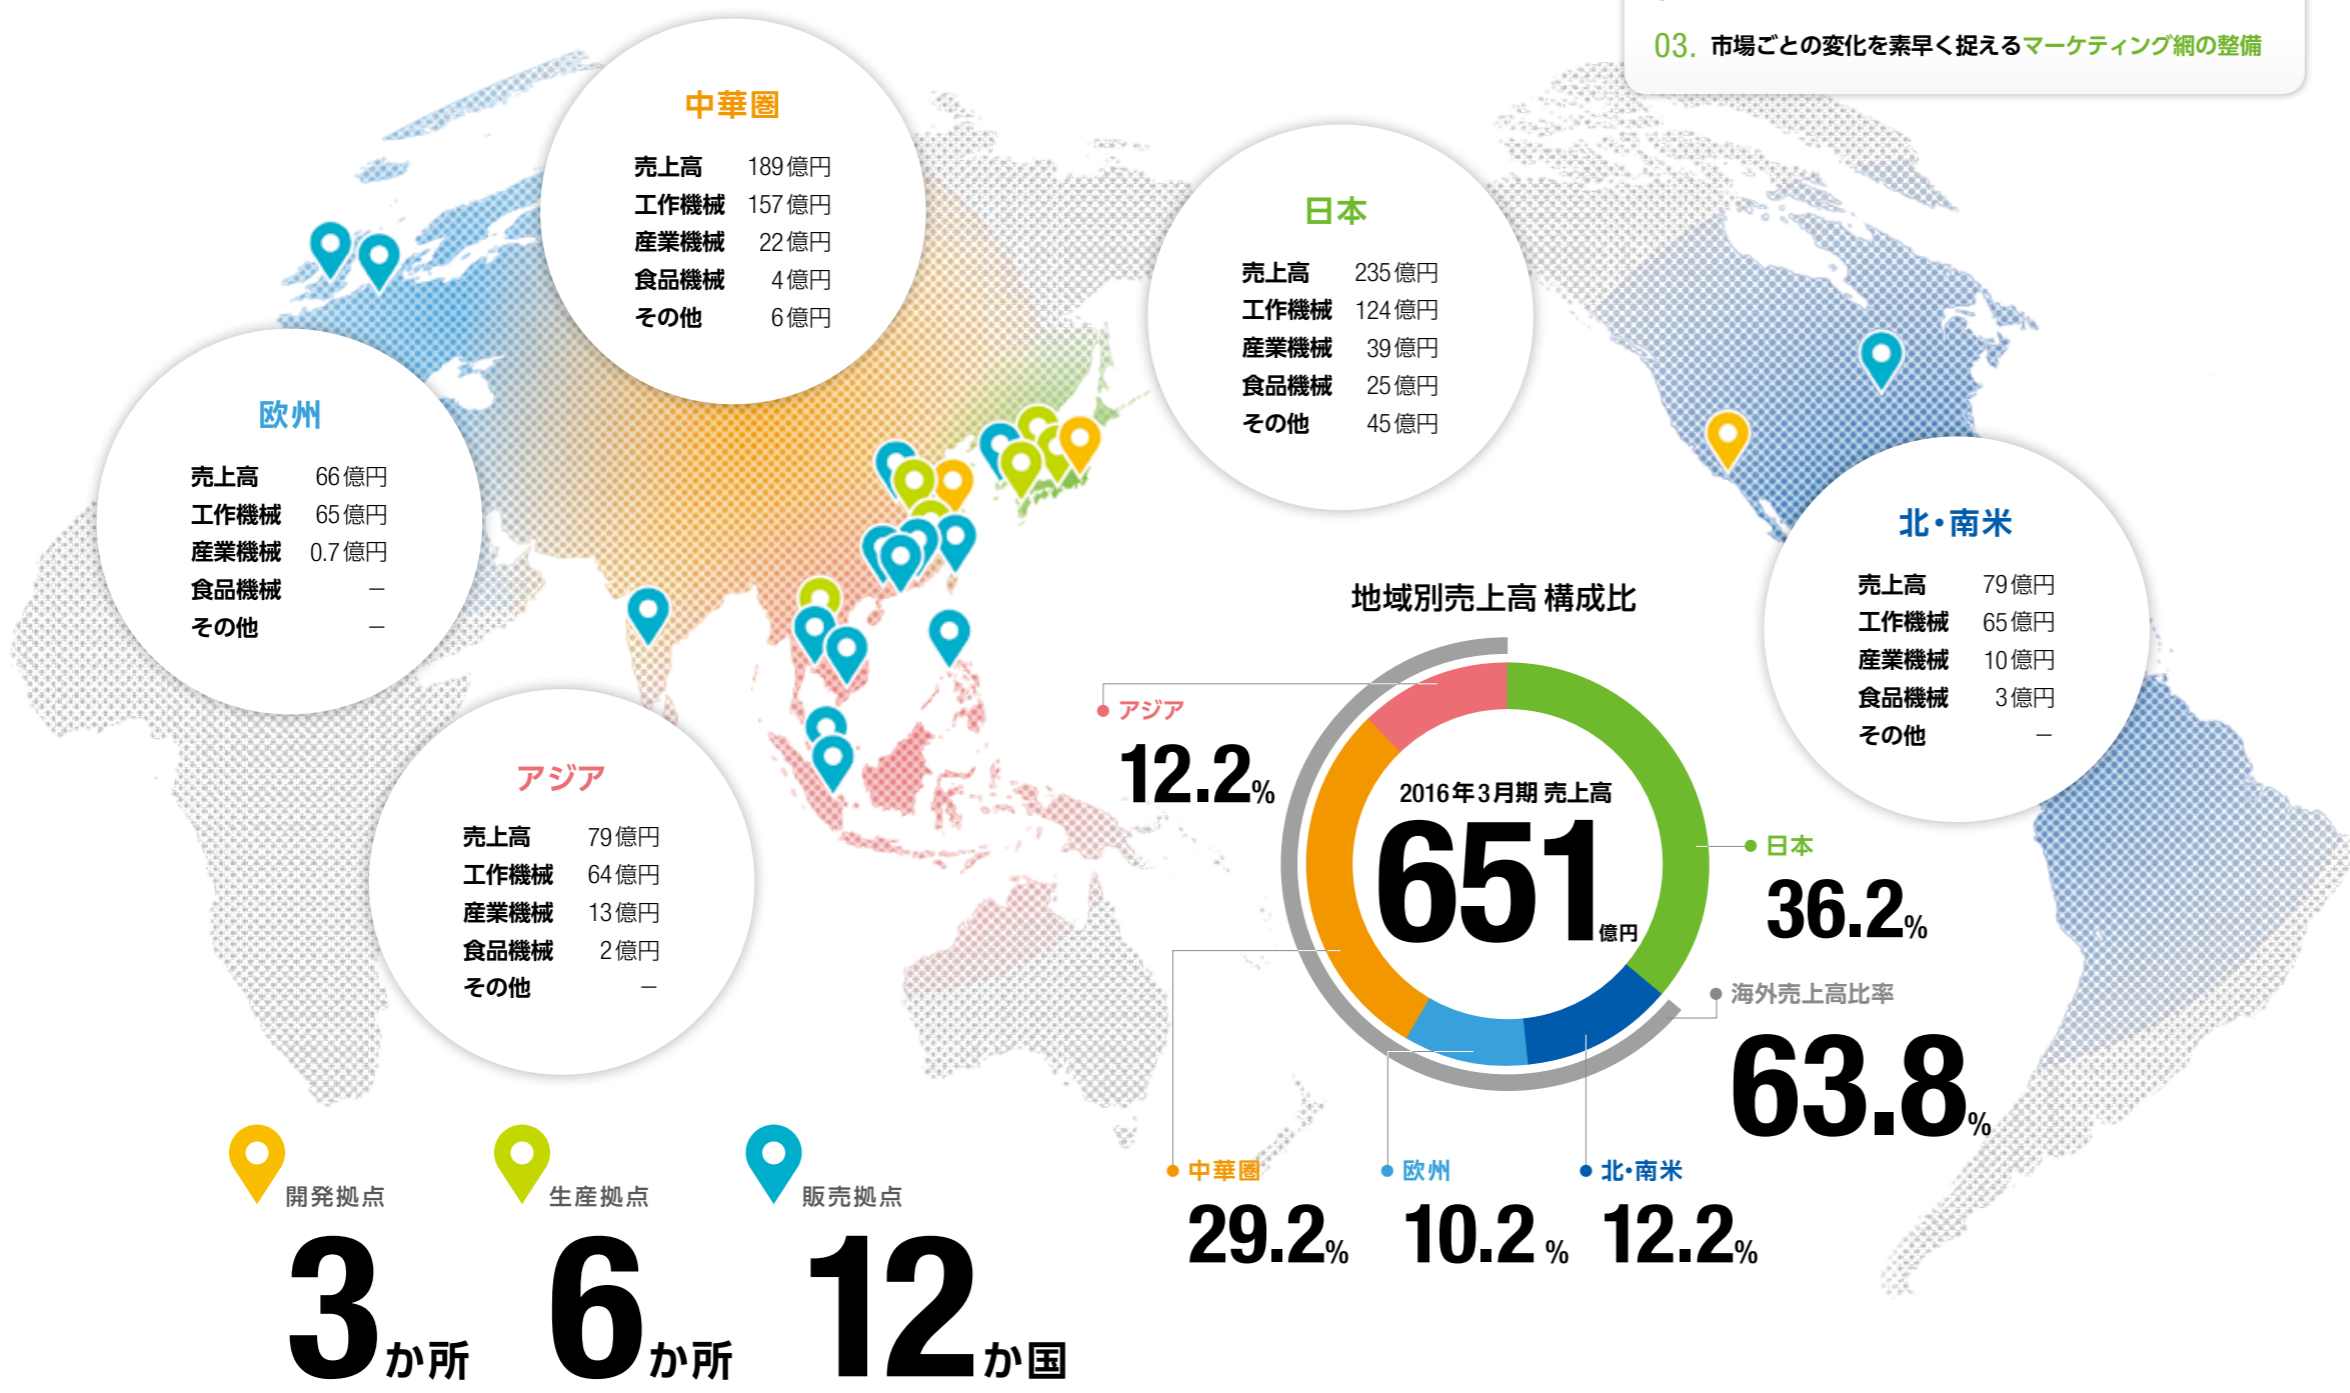 03. 市場ごとの変化を素早く捉えるマーケティング網の整備
中華圏
売上高 189億円
工作機械 157億円
産業機械 22億円
食品機械 4億円
その他 6億円
日本
売上高 235億円
工作機械 124億円
産業機械 39億円
食品機械 25億円
その他 45億円
欧州
売上高 66億円
工作機械 65億円
産業機械 0.7億円
食品機械 −
その他 −
北・南米
売上高 79億円
工作機械 65億円
産業機械 10億円
食品機械 3億円
その他 −
アジア
売上高 79億円
工作機械 64億円
産業機械 13億円
食品機械 2億円
その他 −
地域別売上高 構成比
アジア
12.2%
2016年3月期 売上高
651億円
日本
36.2%
海外売上高比率
63.8%
中華圏
29.2%
欧州
10.2%
北・南米
12.2%
開発拠点
3か所
生産拠点
6か所
販売拠点
12か国